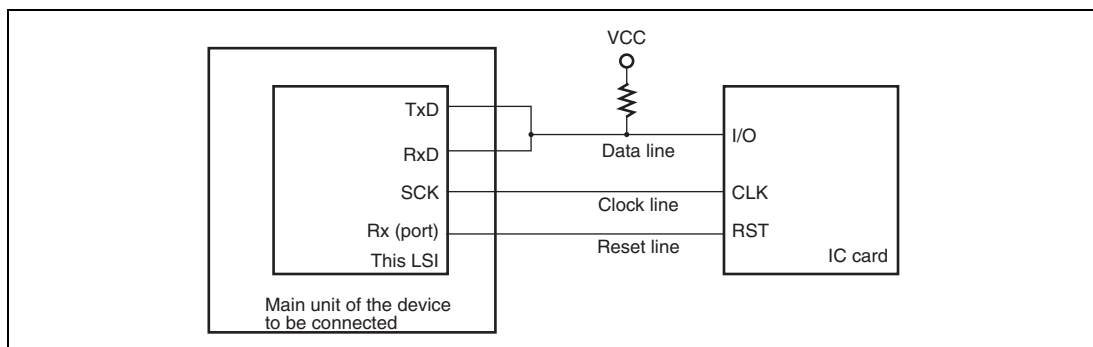 VCC
TxD
RxD
SCK
Rx (port)
This LSI
Main unit of the device
to be connected
Data line
Clock line
Reset line
I/O
CLK
RST
IC card